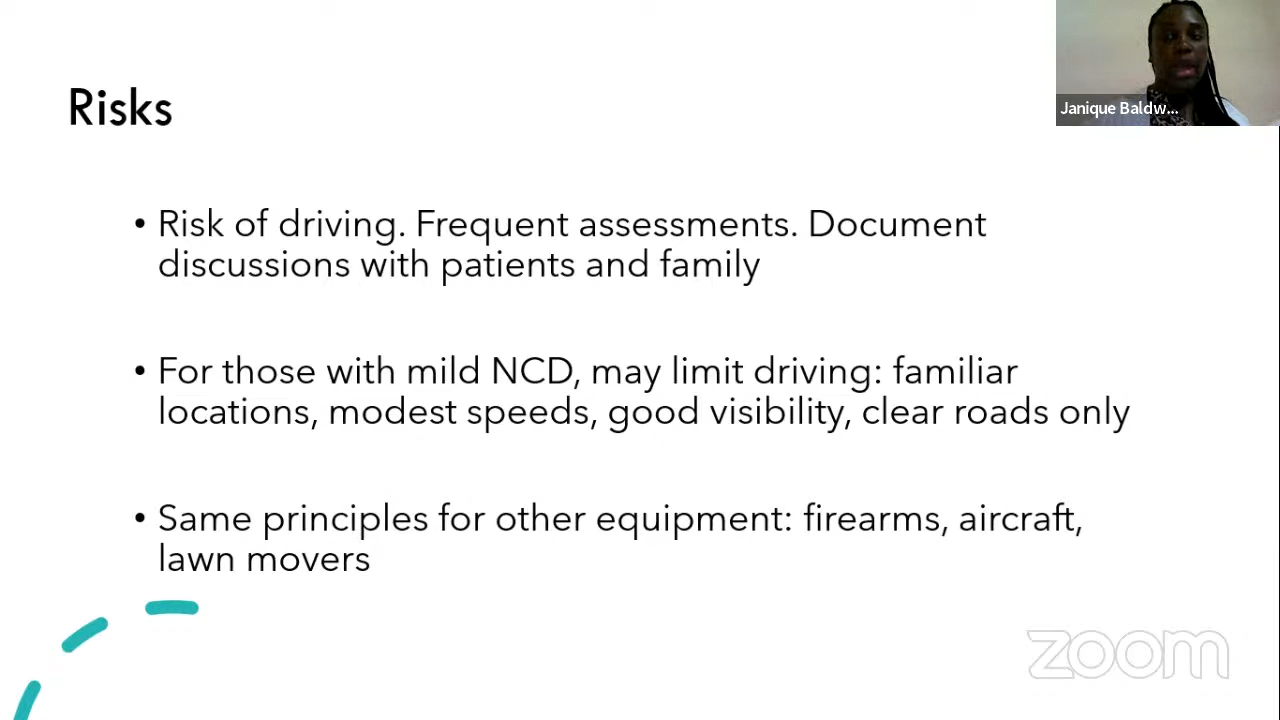 Risks
Janique Baldw...
• Risk of driving. Frequent assessments. Document
discussions with patients and family
• For those with mild NCD, may limit driving: familiar
locations, modest speeds, good visibility, clear roads only
• Same principles for other equipment: firearms, aircraft,
lawn movers
zoom